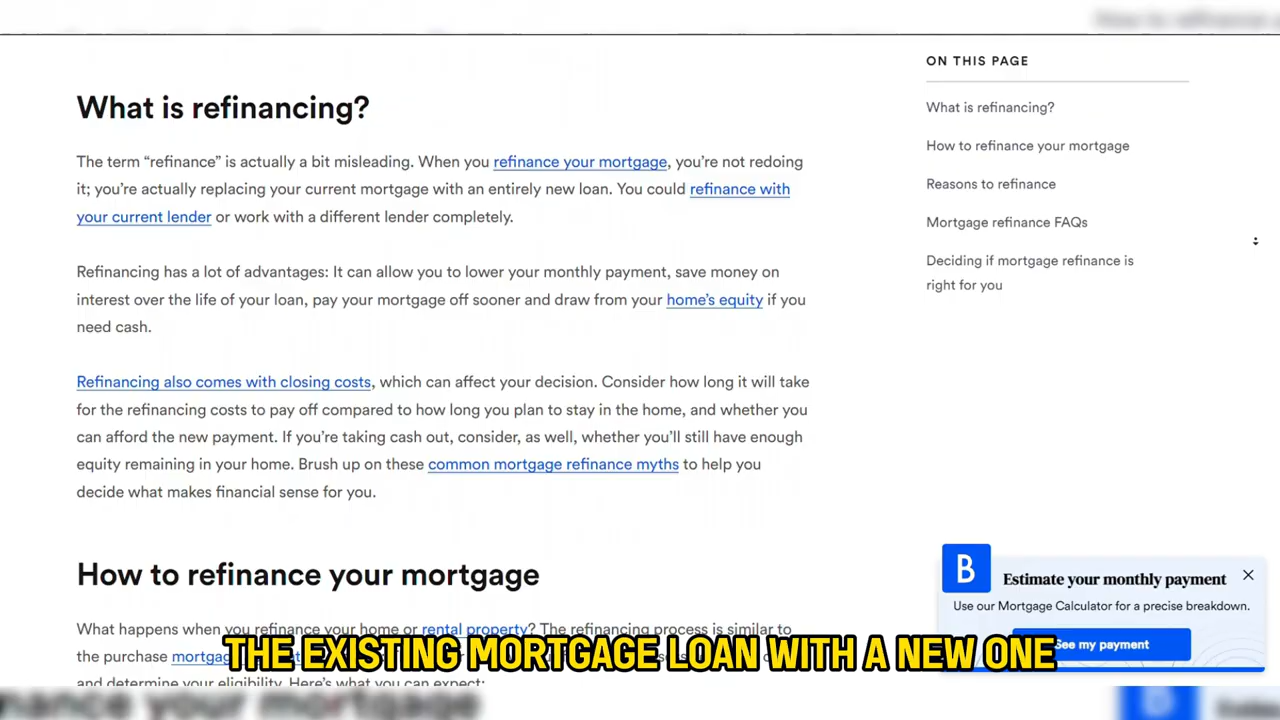 What is refinancing?
The term “refinance” is actually a bit misleading. When you refinance your mortgage, you’re not redoing
it; you’re actually replacing your current mortgage with an entirely new loan. You could refinance with
your current lender or work with a different lender completely.
Refinancing has a lot of advantages: It can allow you to lower your monthly payment, save money on
interest over the life of your loan, pay your mortgage off sooner and draw from your home’s equity if you
need cash.
Refinancing also comes with closing costs, which can affect your decision. Consider how long it will take
for the refinancing costs to pay off compared to how long you plan to stay in the home, and whether you
can afford the new payment. If you’re taking cash out, consider, as well, whether you’ll still have enough
equity remaining in your home. Brush up on these common mortgage refinance myths to help you
decide what makes financial sense for you.
How to refinance your mortgage
What happens when you refinance your home or rental property? The refinancing process is similar to
the purchase
and determine your eligibility. Here’s what you can expect:
ON THIS PAGE
What is refinancing?
How to refinance your mortgage
Reasons to refinance
Mortgage refinance FAQs
Deciding if mortgage refinance is
right for you
B
Estimate your monthly payment
Use our Mortgage Calculator for a precise breakdown.
See my payment
THE EXISTING MORTGAGE LOAN WITH A NEW ONE
nance your mortgage